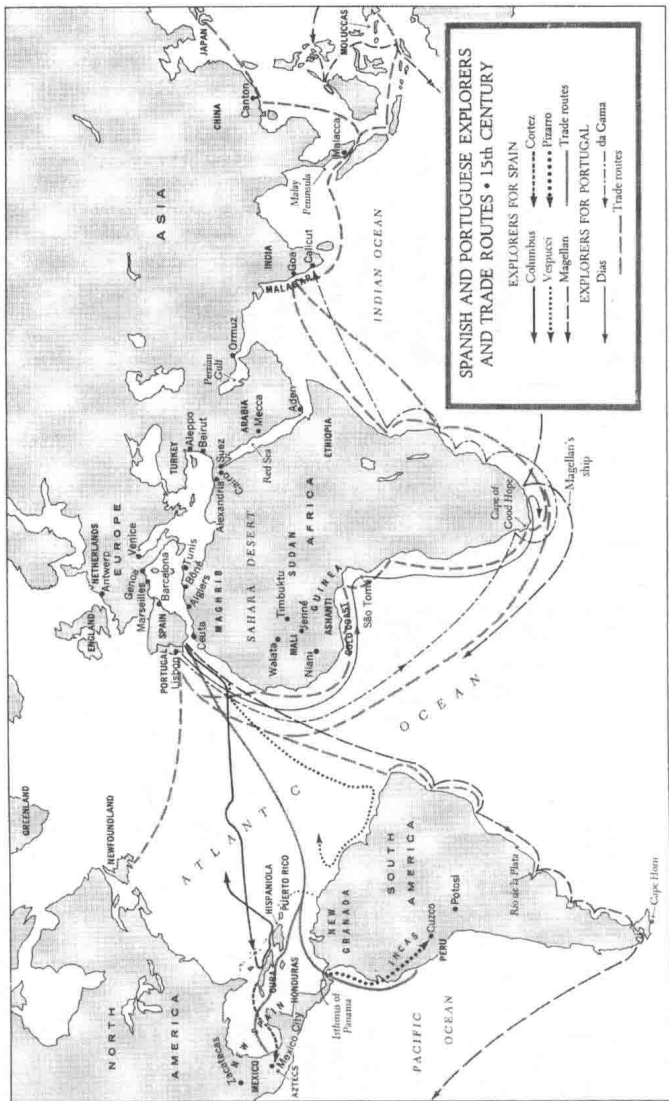 SPANISH AND PORTUGUESE EXPLORERS
AND TRADE ROUTES • 15th CENTURY
EXPLORERS FOR SPAIN
Columbus
Vespucci
Magellan
Cortez
Pizarro
Trade routes
EXPLORERS FOR PORTUGAL
Dias
da Gama
Trade routes
GREENLAND
NEWFOUNDLAND
NORTH
AMERICA
Zacatecas
NEW SPAIN
MEXICO
Mexico City
AZTECS
CUBA
HISPANIOLA
PUERTO RICO
HONDURAS
Isthmus of
Panama
NEW
GRANADA
SOUTH
AMERICA
INCAS
Cuzco
PERU
Potosí
Río de la Plata
Cape Horn
PACIFIC
OCEAN
ATLANTIC
OCEAN
ENGLAND
NETHERLANDS
Antwerp
EUROPE
Venice
Genoa
Marseilles
Barcelona
SPAIN
PORTUGAL
Lisbon
Ceuta
Algiers
Bône
Tunis
MAGHRIB
SAHARA DESERT
Walata
Timbuktu
MALI
Jenné
Niani
SUDAN
GUINEA
ASHANTI
GOLD COAST
São Tomé
AFRICA
ETHIOPIA
Cape of
Good Hope
Magellan's
ship
TURKEY
Aleppo
Beirut
Alexandria
Cairo
Suez
Red Sea
ARABIA
Mecca
Aden
Persian
Gulf
Ormuz
ASIA
INDIA
Goa
Calicut
MALABAR
INDIAN OCEAN
CHINA
Canton
JAPAN
Malay
Peninsula
Malacca
MOLUCCAS